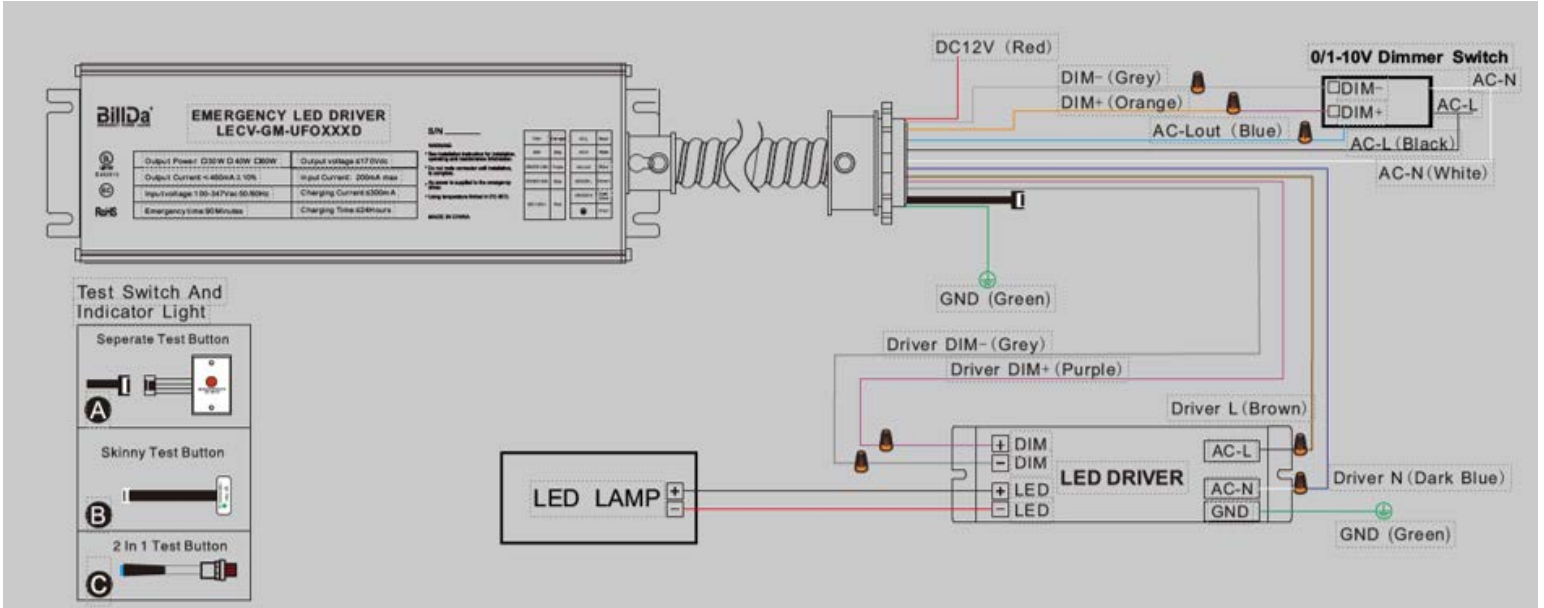 DC12V (Red)
0/1-10V Dimmer Switch
DIM- (Grey)
AC-N
DIM-
DIM+ (Orange)
DIM+
AC-L
AC-Lout (Blue)
AC-L (Black)
AC-N (White)
BillDa
EMERGENCY LED DRIVER
LECV-GM-UFOXXXD
S/N
Output Power: □30W □40W □60W
Output voltage ≤170Vdc
Output Current
Input Current: 200mA max
Input voltage: 100-347Vac 50/60Hz
Charging Current ≤300mA
RoHS
Emergency time: 90 Minutes
Charging Time ≤24Hours
MADE IN CHINA
GND (Green)
Test Switch And
Indicator Light
Seperate Test Button
A
Skinny Test Button
B
2 In 1 Test Button
C
Driver DIM- (Grey)
Driver DIM+ (Purple)
Driver L (Brown)
+ DIM
- DIM
AC-L
LED DRIVER
+ LED
- LED
AC-N
GND
Driver N (Dark Blue)
GND (Green)
LED LAMP + -